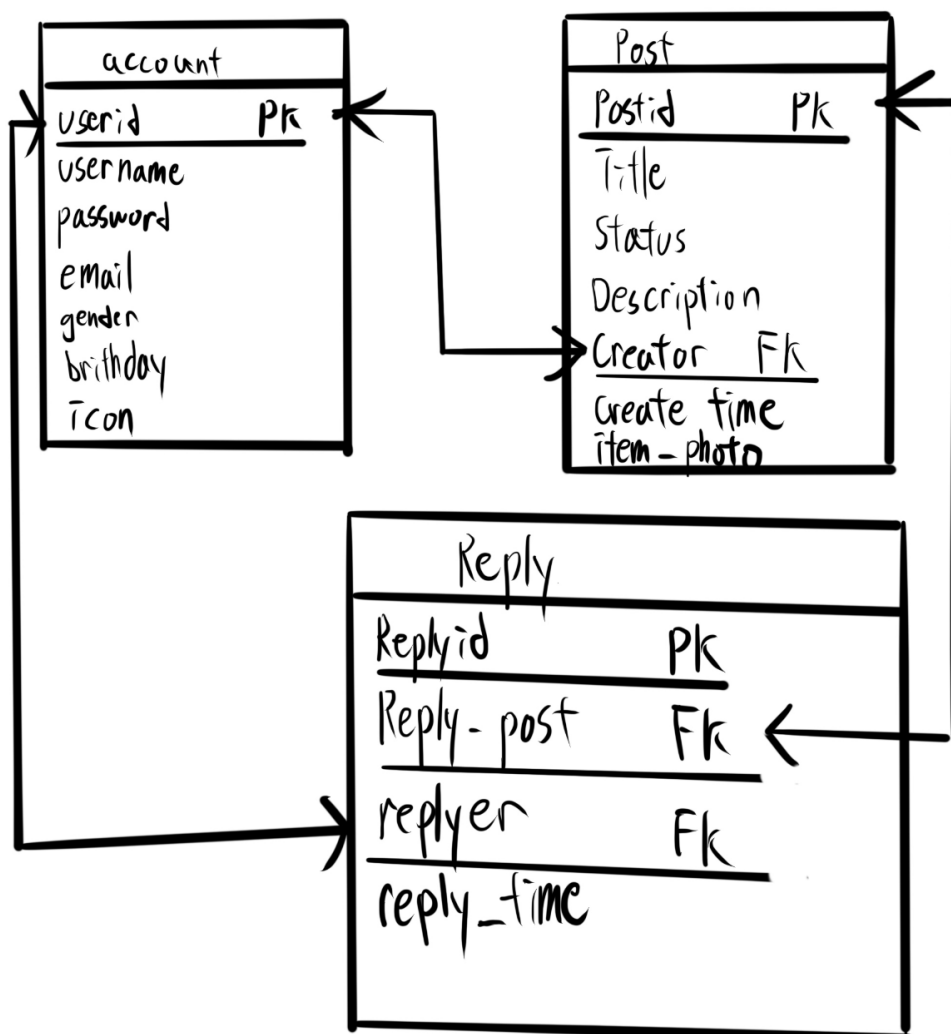 account
userid PK
username
password
email
gender
brithday
icon
Post
Postid PK
Title
Status
Description
Creator FK
Create time
item_photo
Reply
Replyid PK
Reply_post FK
replyer FK
reply_time